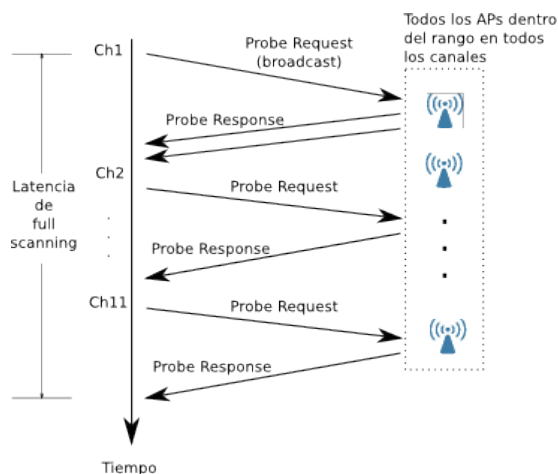 Todos los APs dentro
del rango en todos
los canales
Ch1
Probe Request
(broadcast)
Probe Response
Ch2
Probe Request
Latencia
de
full
scanning
Probe Response
Ch11
Probe Request
Probe Response
Tiempo